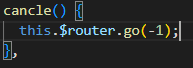 cancle() {
this.$router.go(-1);
},